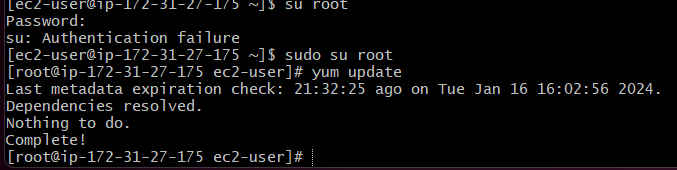 [ec2-user@ip-172-31-27-175 ~]$ su root
Password:
su: Authentication failure
[ec2-user@ip-172-31-27-175 ~]$ sudo su root
[root@ip-172-31-27-175 ec2-user]# yum update
Last metadata expiration check: 21:32:25 ago on Tue Jan 16 16:02:56 2024.
Dependencies resolved.
Nothing to do.
Complete!
[root@ip-172-31-27-175 ec2-user]#